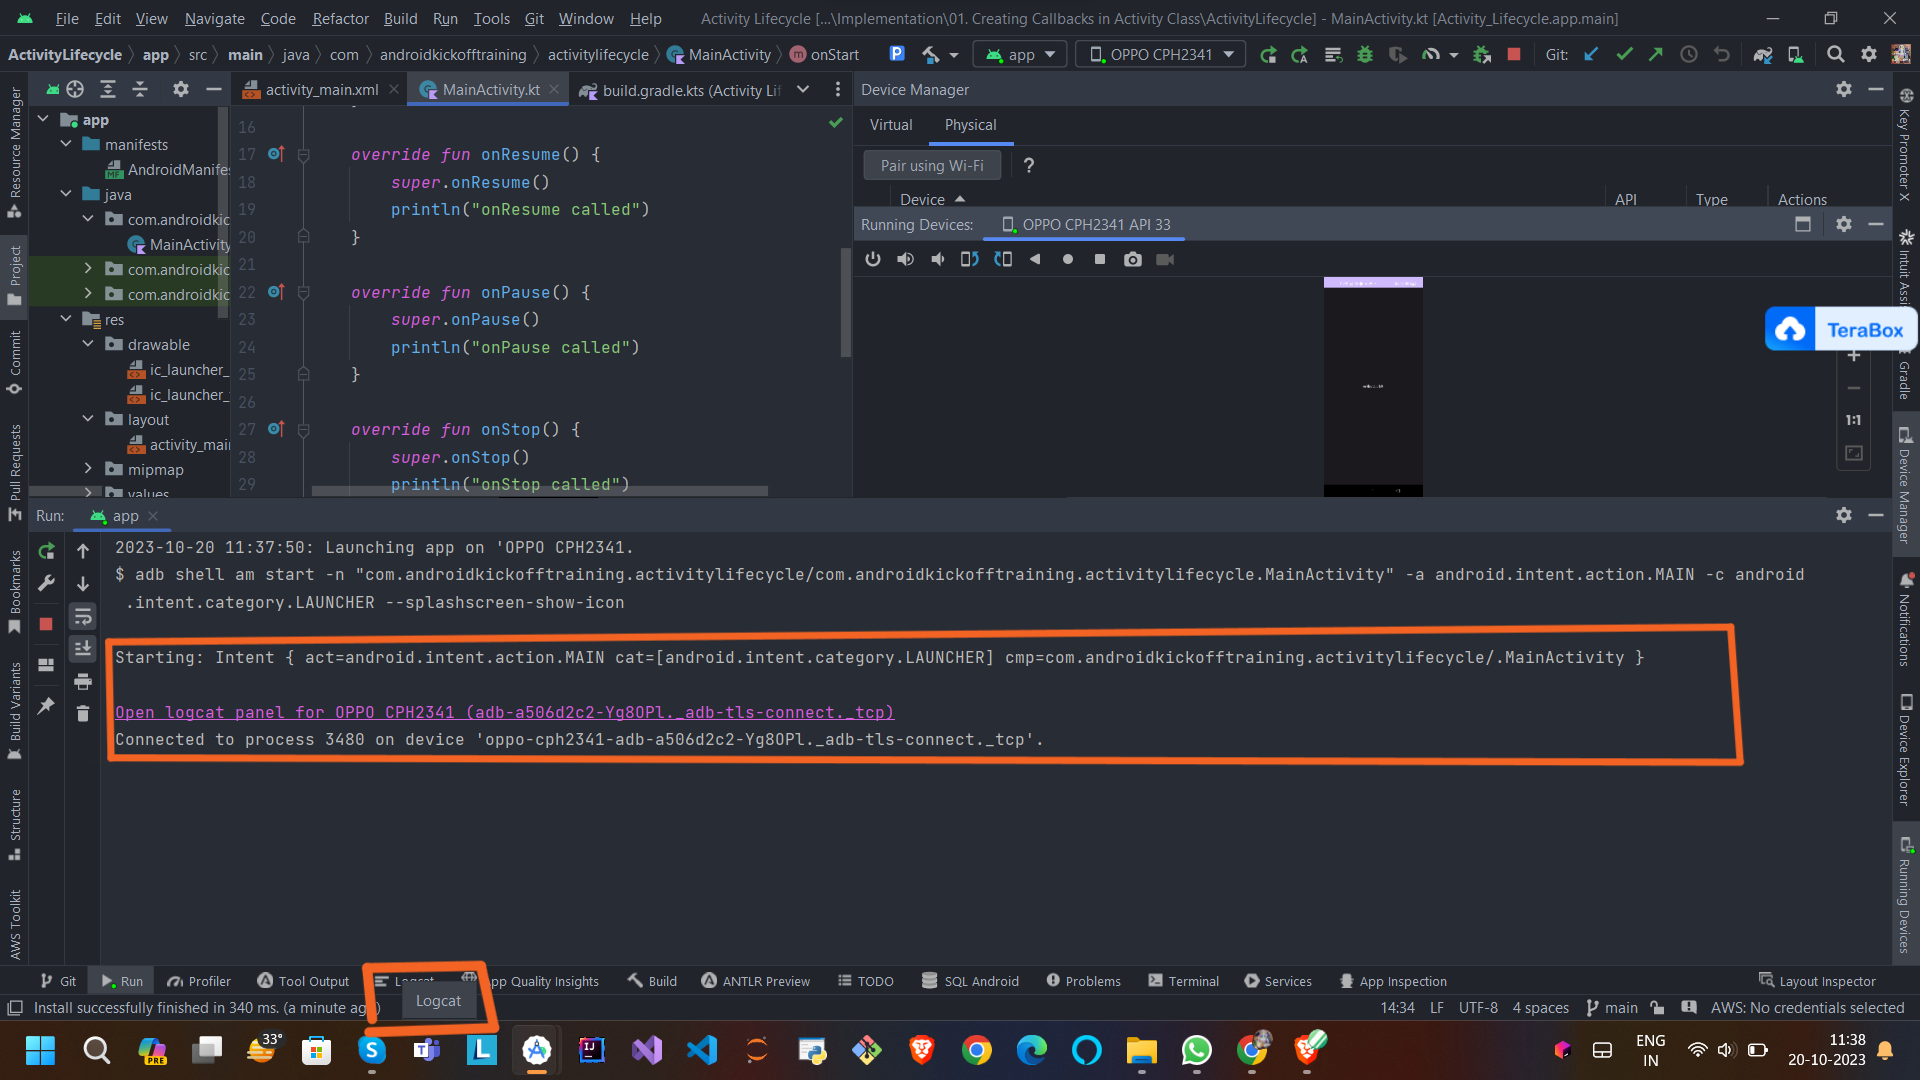 File Edit View Navigate Code Refactor Build Run Tools Git Window Help Activity Lifecycle [...\Implementation\01. Creating Callbacks in Activity Class\ActivityLifecycle] - MainActivity.kt [Activity_Lifecycle.app.main]
ActivityLifecycle app src main java com androidkickofftraining activitylifecycle MainActivity onStart app OPPO CPH2341 Git:
activity_main.xml MainActivity.kt build.gradle.kts (Activity Li
Device Manager
Virtual Physical
Pair using Wi-Fi ?
Device API Type Actions
Running Devices: OPPO CPH2341 API 33
Resource Manager
Project
Commit
Pull Requests
Bookmarks
Build Variants
Structure
AWS Toolkit
app
manifests
AndroidManifes
java
com.androidkic
MainActivity
com.androidkic
com.androidkic
res
drawable
ic_launcher_
ic_launcher_
layout
activity_mai
mipmap
values
16
17 override fun onResume() {
18 super.onResume()
19 println("onResume called")
20 }
21
22 override fun onPause() {
23 super.onPause()
24 println("onPause called")
25 }
26
27 override fun onStop() {
28 super.onStop()
29 println("onStop called")
TeraBox
1:1
Key Promoter X
Intuit Assi
Gradle
Device Manager
Notifications
Device Explorer
Running Devices
Run: app
2023-10-20 11:37:50: Launching app on 'OPPO CPH2341.
$ adb shell am start -n "com.androidkickofftraining.activitylifecycle/com.androidkickofftraining.activitylifecycle.MainActivity" -a android.intent.action.MAIN -c android
.intent.category.LAUNCHER --splashscreen-show-icon
Starting: Intent { act=android.intent.action.MAIN cat=[android.intent.category.LAUNCHER] cmp=com.androidkickofftraining.activitylifecycle/.MainActivity }
Open logcat panel for OPPO CPH2341 (adb-a506d2c2-Yg8OPl._adb-tls-connect._tcp)
Connected to process 3480 on device 'oppo-cph2341-adb-a506d2c2-Yg8OPl._adb-tls-connect._tcp'.
Git Run Profiler Tool Output Logcat pp Quality Insights Build ANTLR Preview TODO SQL Android Problems Terminal Services App Inspection Layout Inspector
Logcat
Install successfully finished in 340 ms. (a minute ag 14:34 LF UTF-8 4 spaces main AWS: No credentials selected
33°
PRE
ENG
IN
11:38
20-10-2023